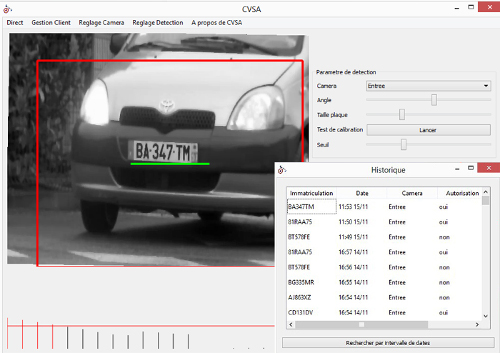 CVSA
Direct Gestion Client Reglage Camera Reglage Detection A propos de CVSA
BA·347·TM
Parametre de detection
Camera Entree
Angle
Taille plaque
Test de calibration Lancer
Seuil
Historique
Immatriculation Date Camera Autorisation
BA347TM 11:53 15/11 Entree oui
81RAA75 11:50 15/11 Entree oui
BT578FE 11:49 15/11 Entree non
81RAA75 16:57 14/11 Entree oui
BT578FE 16:56 14/11 Entree non
BG335MR 16:55 14/11 Entree non
AJ863XZ 16:54 14/11 Entree non
CD131DV 16:54 14/11 Entree oui
Rechercher par intervalle de dates